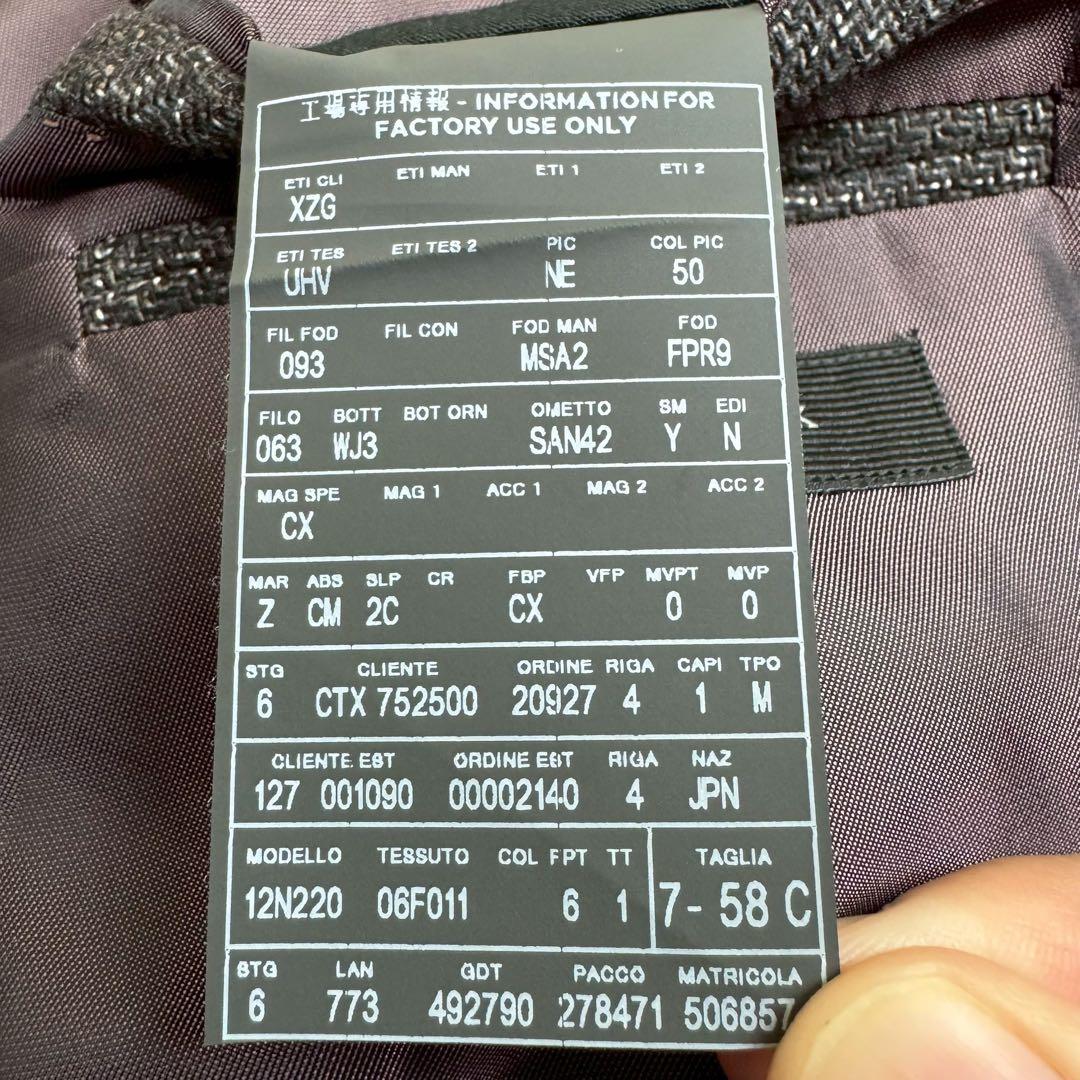 工場専用情報 - INFORMATION FOR
FACTORY USE ONLY
ETI CLI ETI MAN ETI 1 ETI 2
XZG
ETI TES ETI TES 2 PIC COL PIC
UHV NE 50
FIL FOD FIL CON FOD MAN FOD
093 MSA2 FPR9
FILO BOTT BOT ORN OMETTO SM EDI
063 WJ3 SAN42 Y N
MAG SPE MAG 1 ACC 1 MAG 2 ACC 2
CX
MAR ABS SLP CR FBP VFP MVPT MVP
Z CM 2C CX 0 0
STG CLIENTE ORDINE RIGA CAPI TPO
6 CTX 752500 20927 4 1 M
CLIENTE EST ORDINE EST RIGA NAZ
127 001090 00002140 4 JPN
MODELLO TESSUTO COL FPT TT TAGLIA
12N220 06F011 6 1 7- 58 C
STG LAN GDT PACCO MATRICOLA
6 773 492790 278471 506857